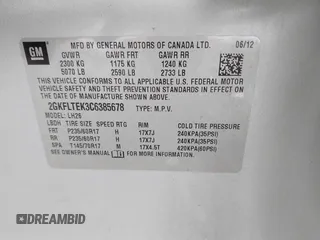 GM
MFD BY GENERAL MOTORS OF CANADA LTD. 06/12
GVWR GAWR FRT GAWR RR
2300 KG 1175 KG 1240 KG
5070 LB 2590 LB 2733 LB
THIS VEHICLE CONFORMS TO ALL APPLICABLE U.S. FEDERAL
MOTOR VEHICLE SAFETY, BUMPER, AND THEFT PREVENTION
STANDARDS IN EFFECT ON THE DATE OF MANUFACTURE SHOWN
ABOVE.
2GKFLTEK3C6385678 TYPE: M.P.V.
MODEL: LH26
TIRE SIZE SPEED RTG RIM COLD TIRE PRESSURE
FRT P235/60R17 H 17X7J 240KPA(35PSI)
RR P235/60R17 H 17X7J 240KPA(35PSI)
SPA T145/70R17 M 17X4.5T 420KPA(60PSI)
SEE OWNER'S MANUAL FOR MORE INFORMATION.
DREAMBID.com